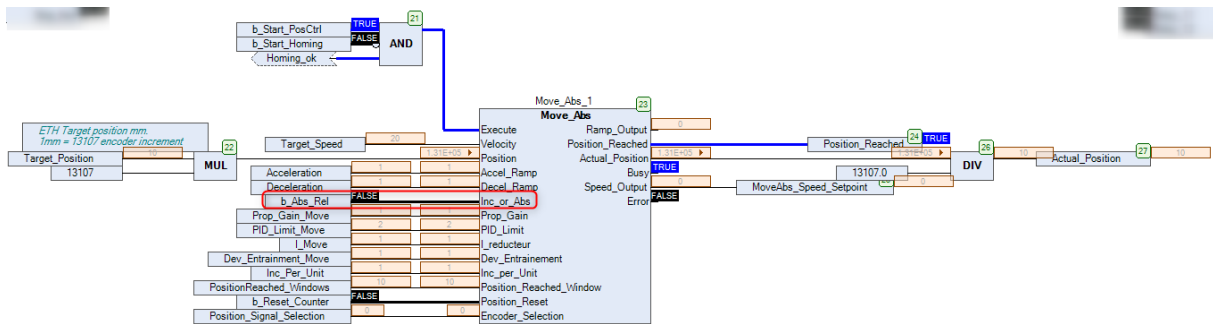 21
b_Start_PosCtrl TRUE
b_Start_Homing FALSE AND
Homing_ok
Move_Abs_1 23
Move_Abs
ETH Target position mm.
1mm = 13107 encoder increment
Execute Ramp_Output 0
Target_Speed 20 Velocity Position_Reached Position_Reached 24 TRUE
22 1.31E+05 Position Actual_Position 1.31E+05 1.31E+05 26 27
Target_Position 10 MUL 13107
Acceleration 1 1 Accel_Ramp Busy TRUE 13107.0 DIV 10 Actual_Position 10
Deceleration 1 1 Decel_Ramp Speed_Output 0 MoveAbs_Speed_Setpoint 0
b_Abs_Rel FALSE Inc_or_Abs Error FALSE
Prop_Gain_Move 1 1 Prop_Gain
PID_Limit_Move 2 2 PID_Limit
I_Move 1 1 I_reducteur
Dev_Entrainment_Move 1 1 Dev_Entrainement
Inc_Per_Unit 1 1 Inc_per_Unit
PositionReached_Windows 10 10 Position_Reached_Window
b_Reset_Counter FALSE Position_Reset
Position_Signal_Selection 0 0 Encoder_Selection